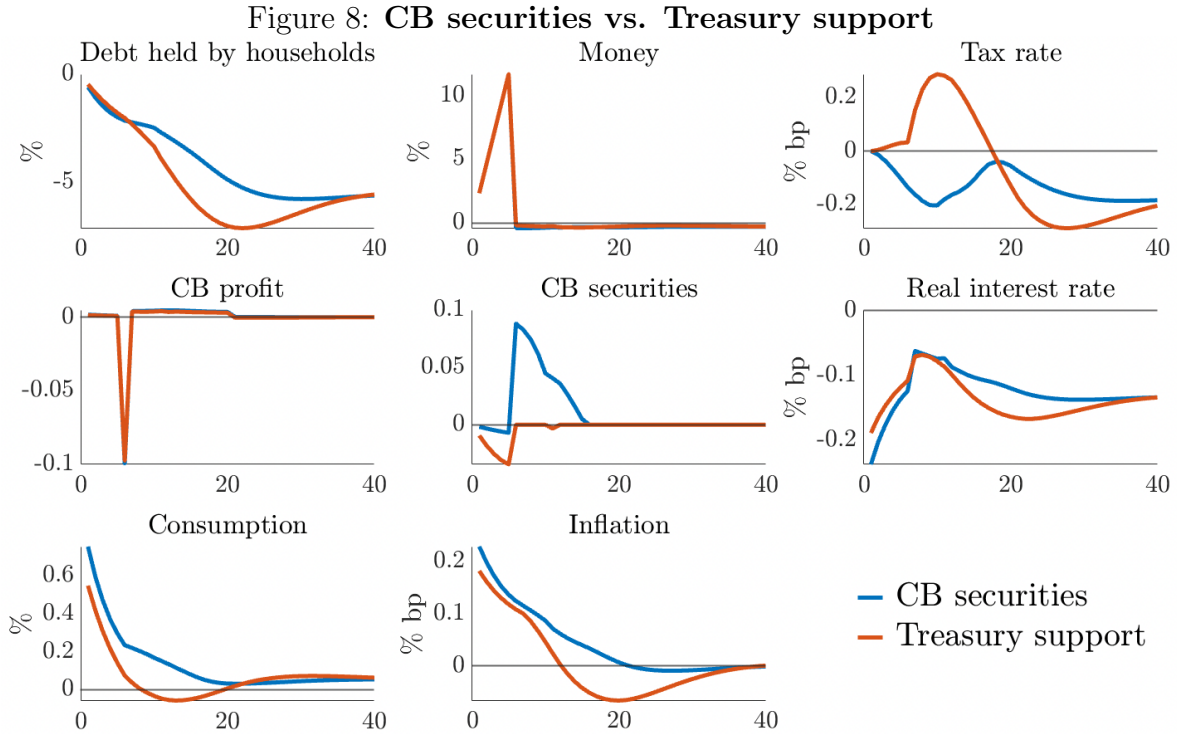 Figure 8: CB securities vs. Treasury support
Debt held by households
Money
Tax rate
0
-5
%
0 20 40
10
5
0
%
0 20 40
0.2
0
-0.2
% bp
0 20 40
CB profit
CB securities
Real interest rate
0
-0.05
-0.1
0 20 40
0.1
0.05
0
0 20 40
0
-0.1
-0.2
% bp
0 20 40
Consumption
Inflation
0.6
0.4
0.2
0
%
0 20 40
0.2
0.1
0
% bp
0 20 40
CB securities
Treasury support